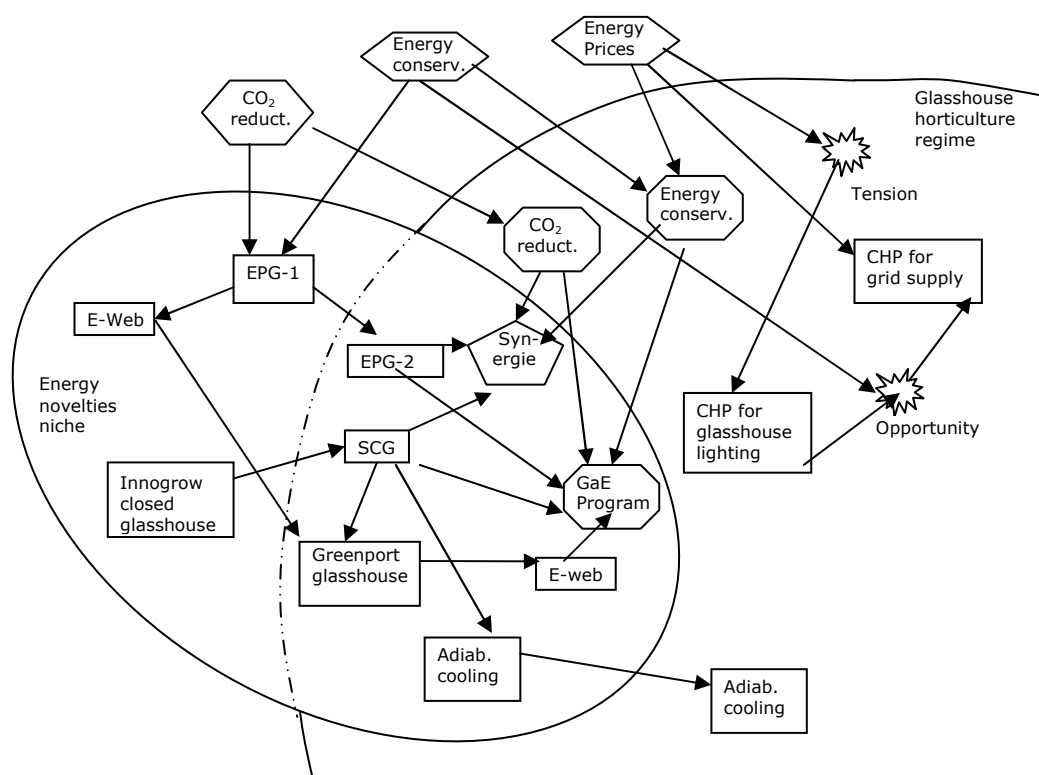 Energy
Prices
Energy
conserv.
CO₂
reduct.
Glasshouse
horticulture
regime
Tension
Energy
conserv.
CO₂
reduct.
CHP for
grid supply
EPG-1
E-Web
Syn-
ergie
EPG-2
Energy
novelties
niche
CHP for
glasshouse
lighting
Opportunity
SCG
Innogrow
closed
glasshouse
GaE
Program
Greenport
glasshouse
E-web
Adiab.
cooling
Adiab.
cooling